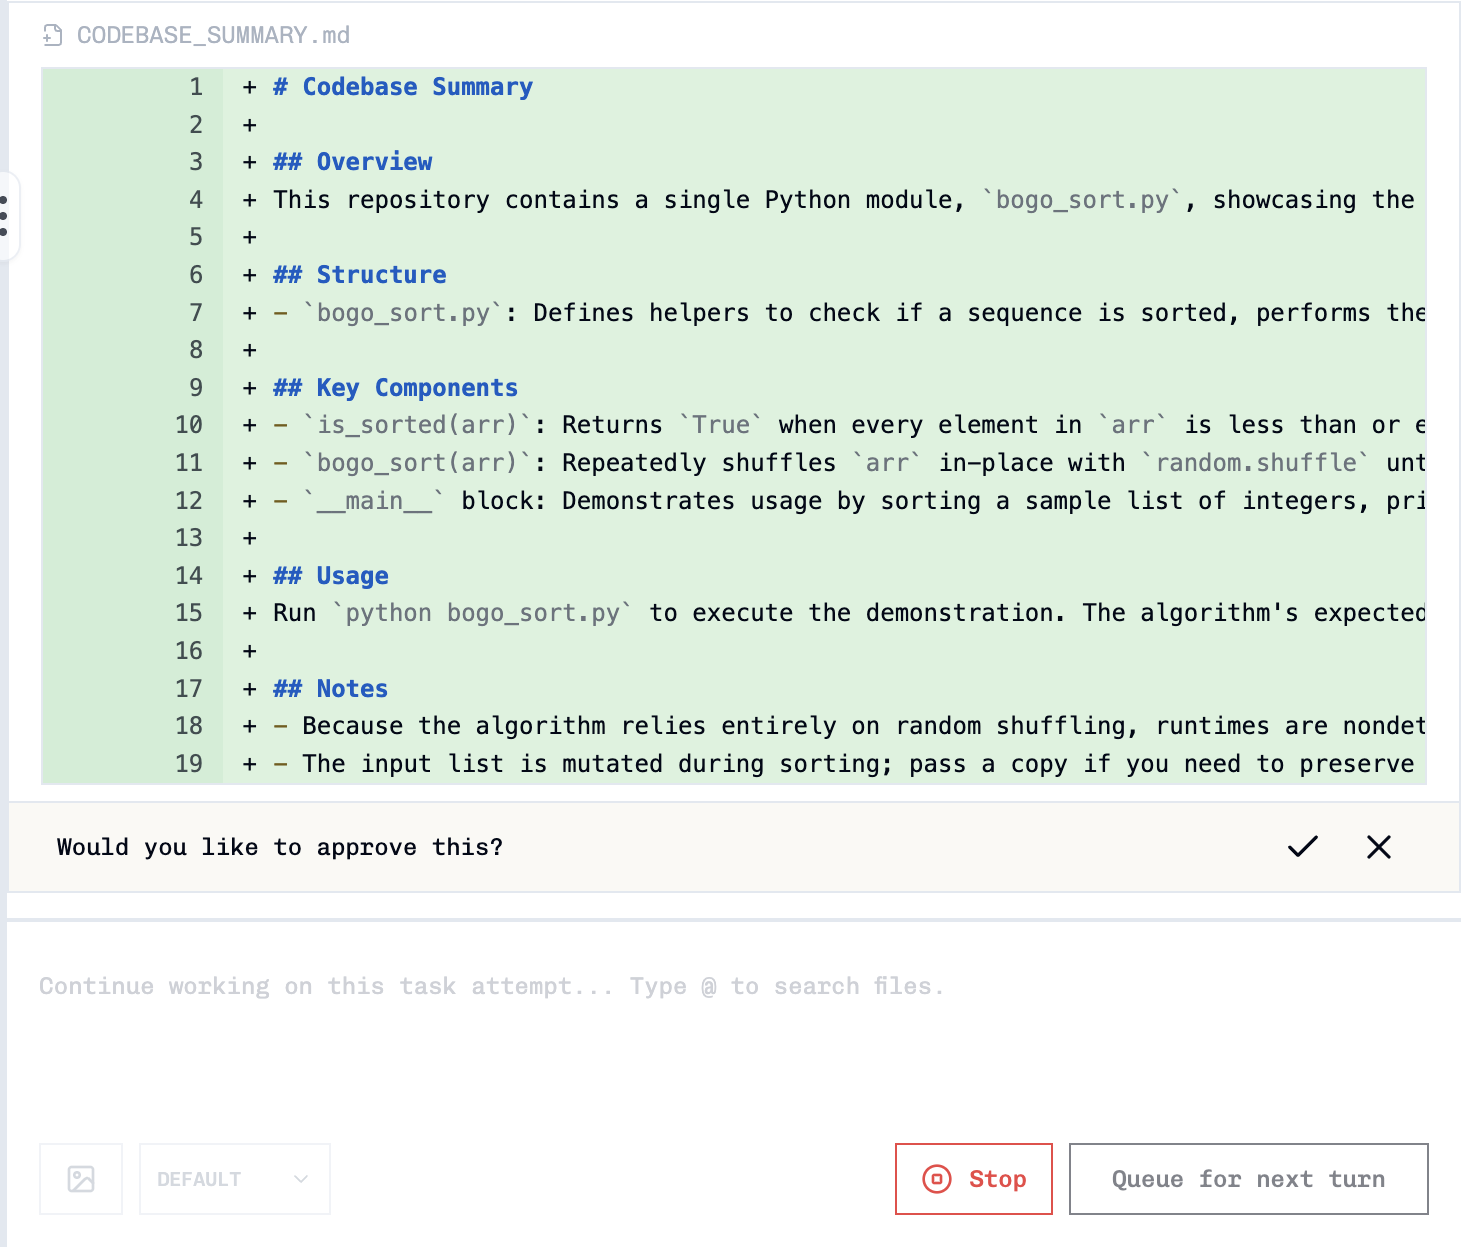 CODEBASE_SUMMARY.md
1 + # Codebase Summary
2 +
3 + ## Overview
4 + This repository contains a single Python module, `bogo_sort.py`, showcasing the
5 +
6 + ## Structure
7 + - `bogo_sort.py`: Defines helpers to check if a sequence is sorted, performs the
8 +
9 + ## Key Components
10 + - `is_sorted(arr)`: Returns `True` when every element in `arr` is less than or e
11 + - `bogo_sort(arr)`: Repeatedly shuffles `arr` in-place with `random.shuffle` unt
12 + - `__main__` block: Demonstrates usage by sorting a sample list of integers, pri
13 +
14 + ## Usage
15 + Run `python bogo_sort.py` to execute the demonstration. The algorithm's expected
16 +
17 + ## Notes
18 + - Because the algorithm relies entirely on random shuffling, runtimes are nondet
19 + - The input list is mutated during sorting; pass a copy if you need to preserve
Would you like to approve this?
Continue working on this task attempt... Type @ to search files.
DEFAULT
Stop
Queue for next turn